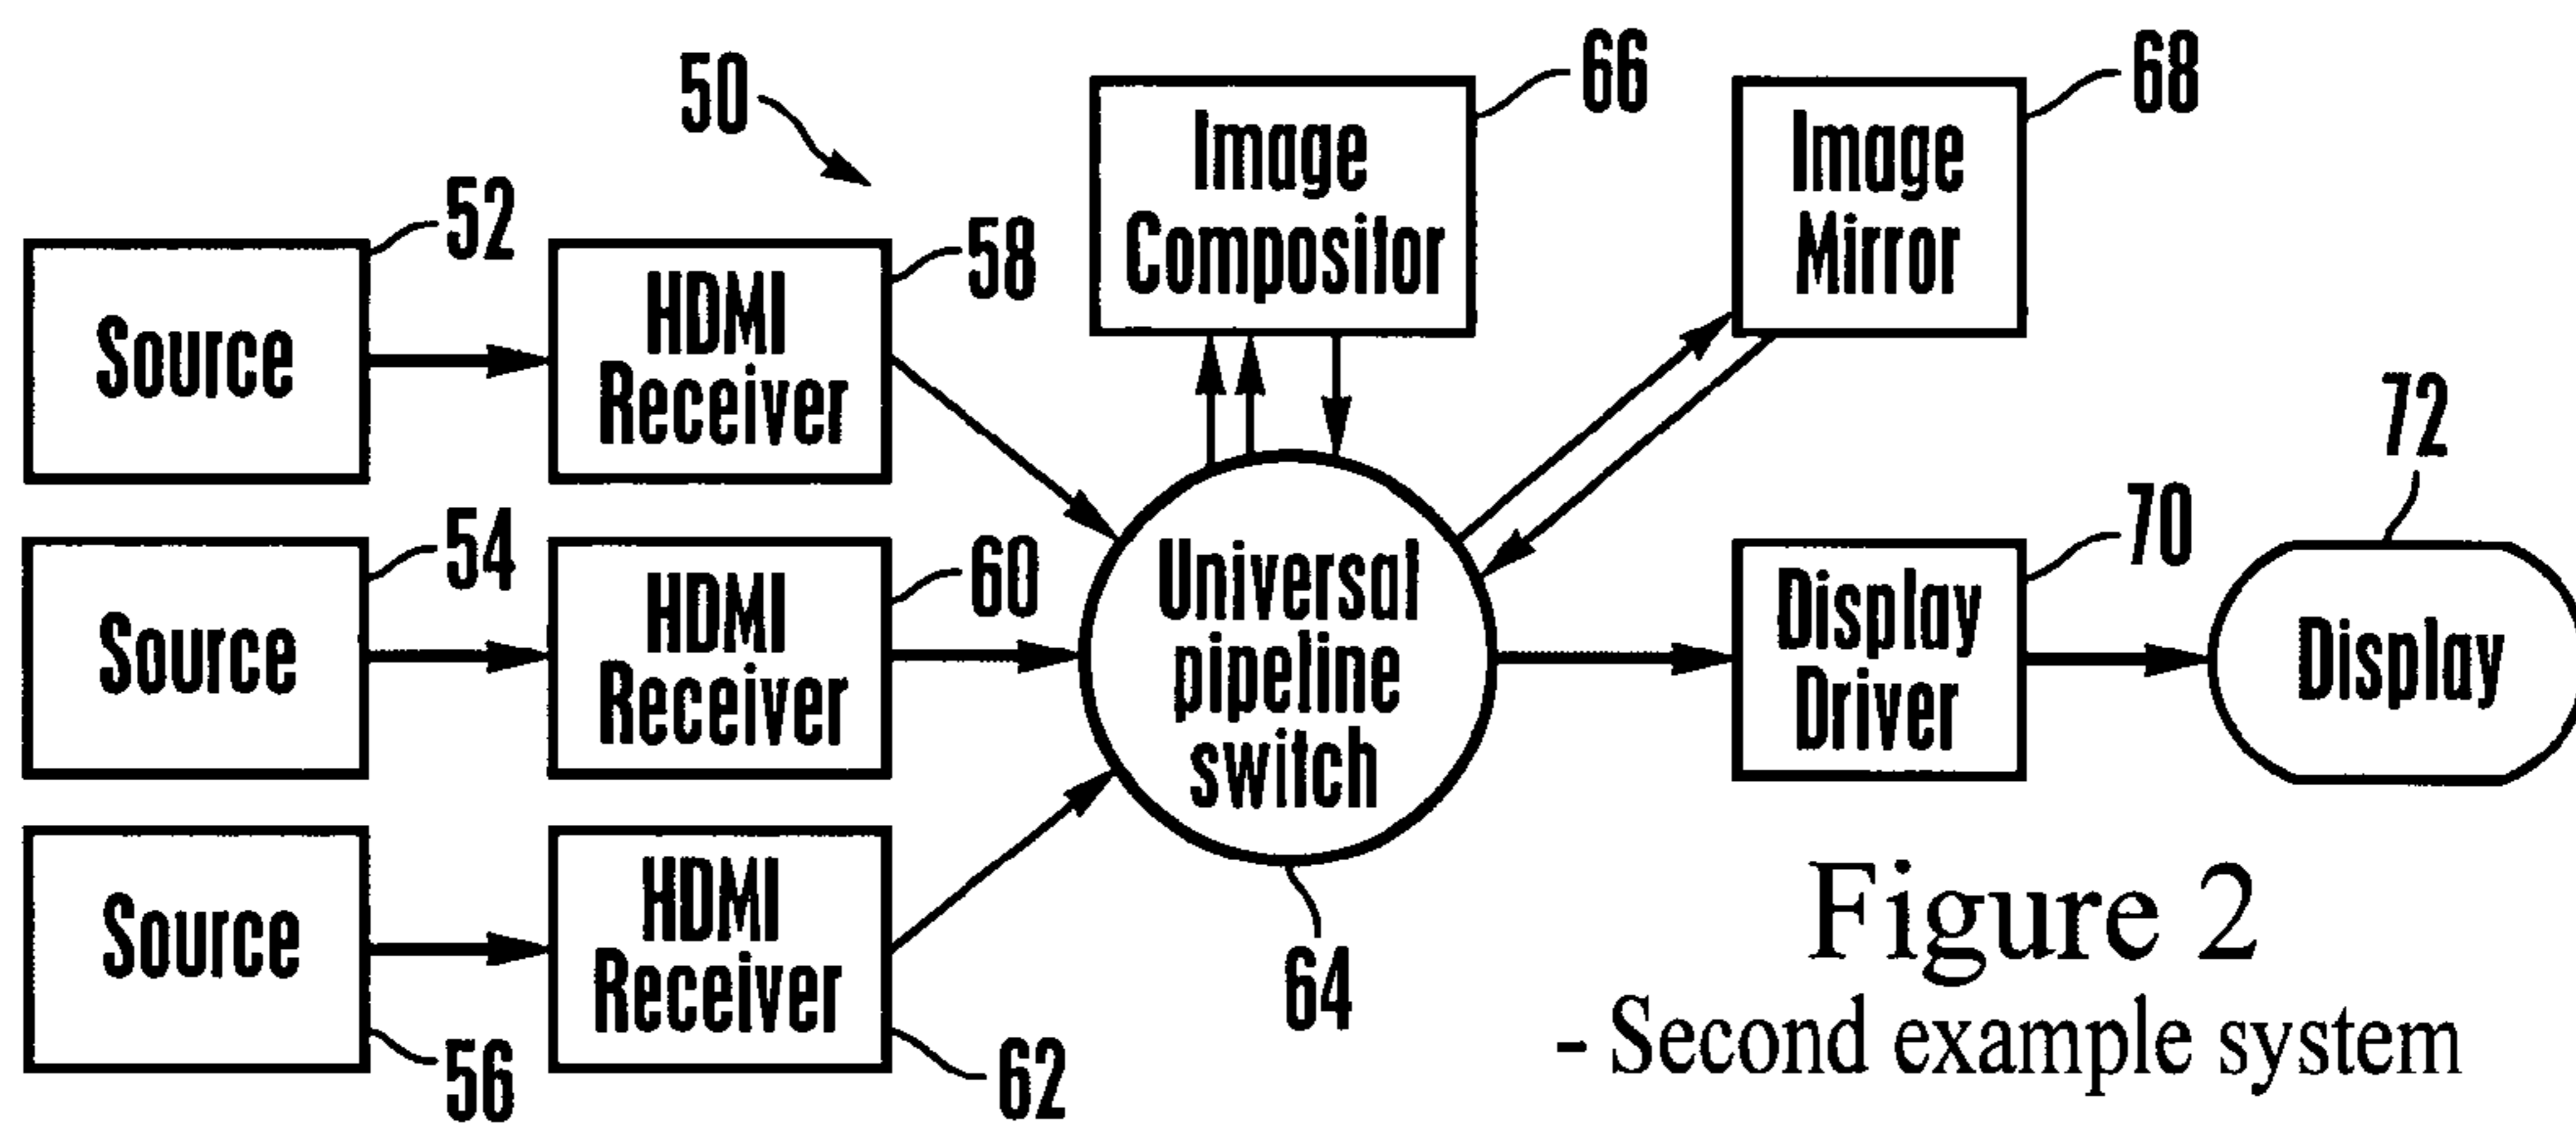 50
66
68
52
58
Image
Compositor
Image
Mirror
Source
HDMI
Receiver
72
54
60
70
Source
HDMI
Receiver
Universal
pipeline
switch
Display
Driver
Display
Source
HDMI
Receiver
56
62
64
Figure 2
- Second example system